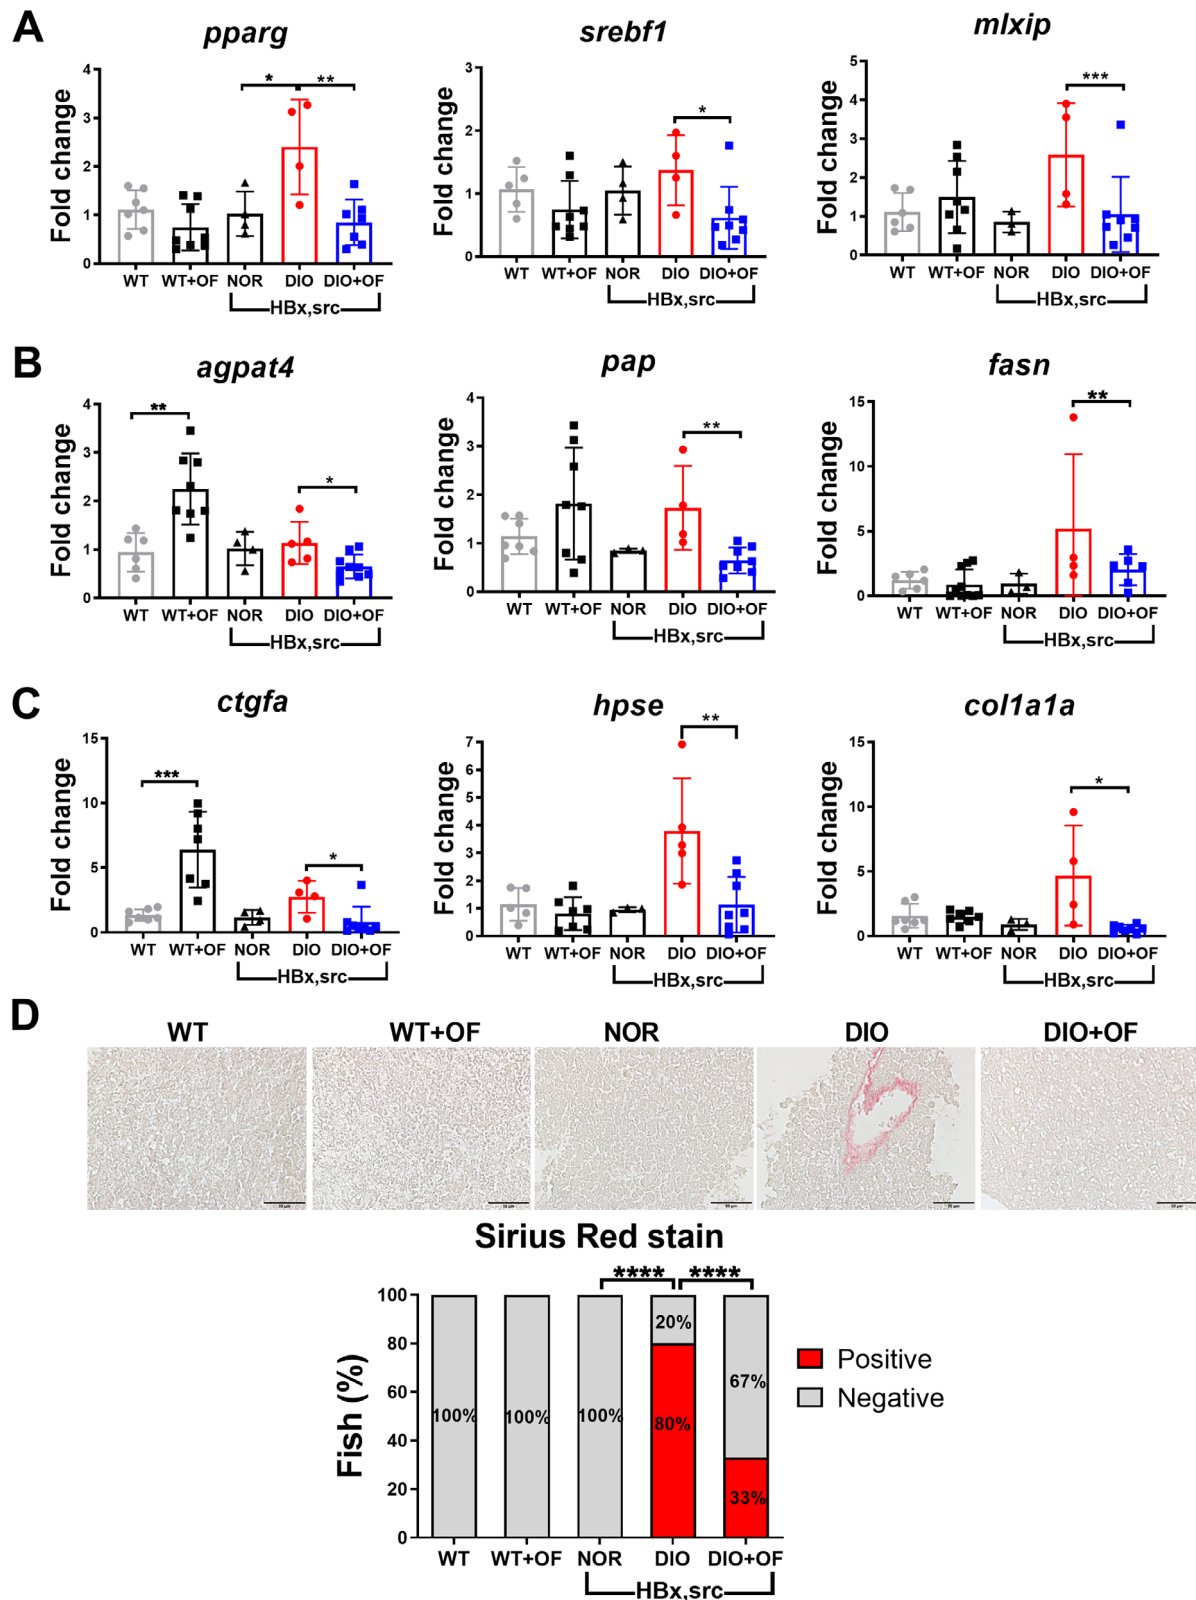 A
pparg
srebf1
mlxip
Fold change
4
3
2
1
0
* **
WT WT+OF NOR DIO DIO+OF
HBx,src
Fold change
3
2
1
0
*
WT WT+OF NOR DIO DIO+OF
HBx,src
Fold change
5
4
3
2
1
0
***
WT WT+OF NOR DIO DIO+OF
HBx,src
B
agpat4
pap
fasn
Fold change
4
3
2
1
0
** *
WT WT+OF NOR DIO DIO+OF
HBx,src
Fold change
4
3
2
1
0
**
WT WT+OF NOR DIO DIO+OF
HBx,src
Fold change
15
10
5
0
**
WT WT+OF NOR DIO DIO+OF
HBx,src
C
ctgfa
hpse
col1a1a
Fold change
15
10
5
0
*** *
WT WT+OF NOR DIO DIO+OF
HBx,src
Fold change
7
6
5
4
3
2
1
0
**
WT WT+OF NOR DIO DIO+OF
HBx,src
Fold change
15
10
5
0
*
WT WT+OF NOR DIO DIO+OF
HBx,src
D
WT WT+OF NOR DIO DIO+OF
Sirius Red stain
**** ****
Fish (%)
100
80
60
40
20
0
100% 100% 100% 20% 80% 67% 33%
Positive
Negative
WT WT+OF NOR DIO DIO+OF
HBx,src